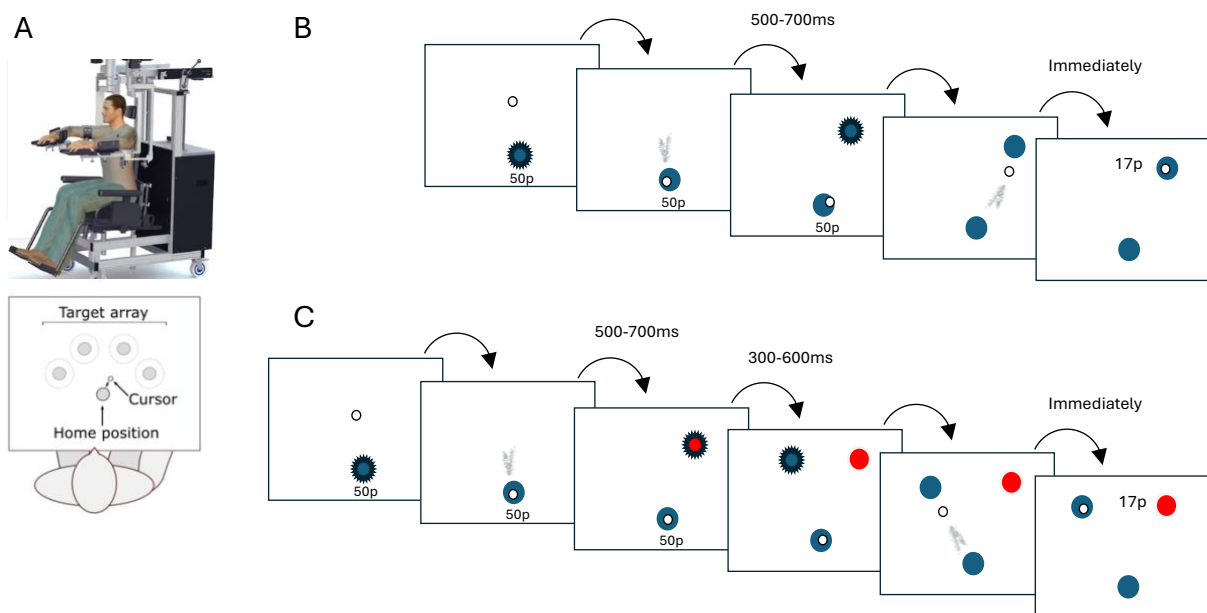 A
Target array
Cursor
Home position
B
500-700ms
Immediately
50p
50p
50p
17p
C
500-700ms
300-600ms
Immediately
50p
50p
50p
17p